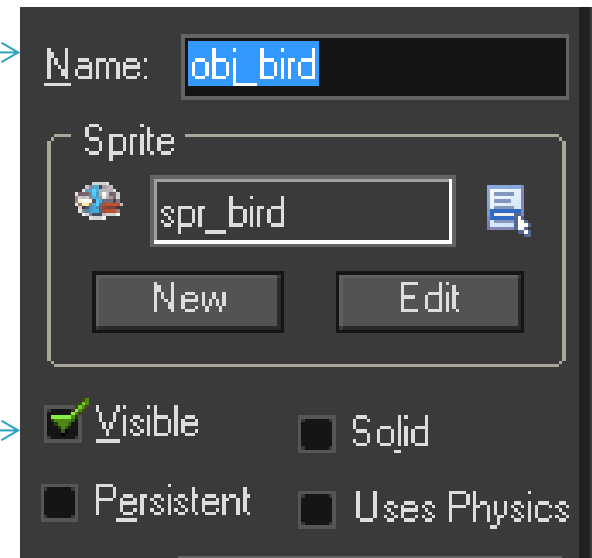 Name: obj_bird
Sprite
spr_bird
New Edit
Visible Solid
Persistent Uses Physics